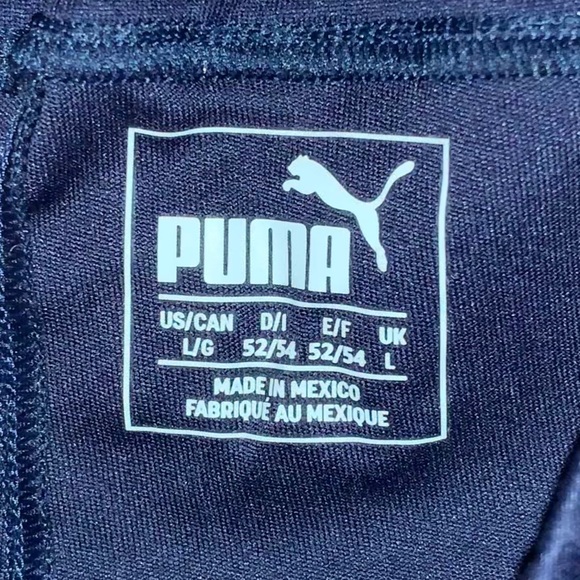 PUMA
US/CAN D/I E/F UK
L/G 52/54 52/54 L
MADE IN MEXICO
FABRIQUÉ AU MEXIQUE